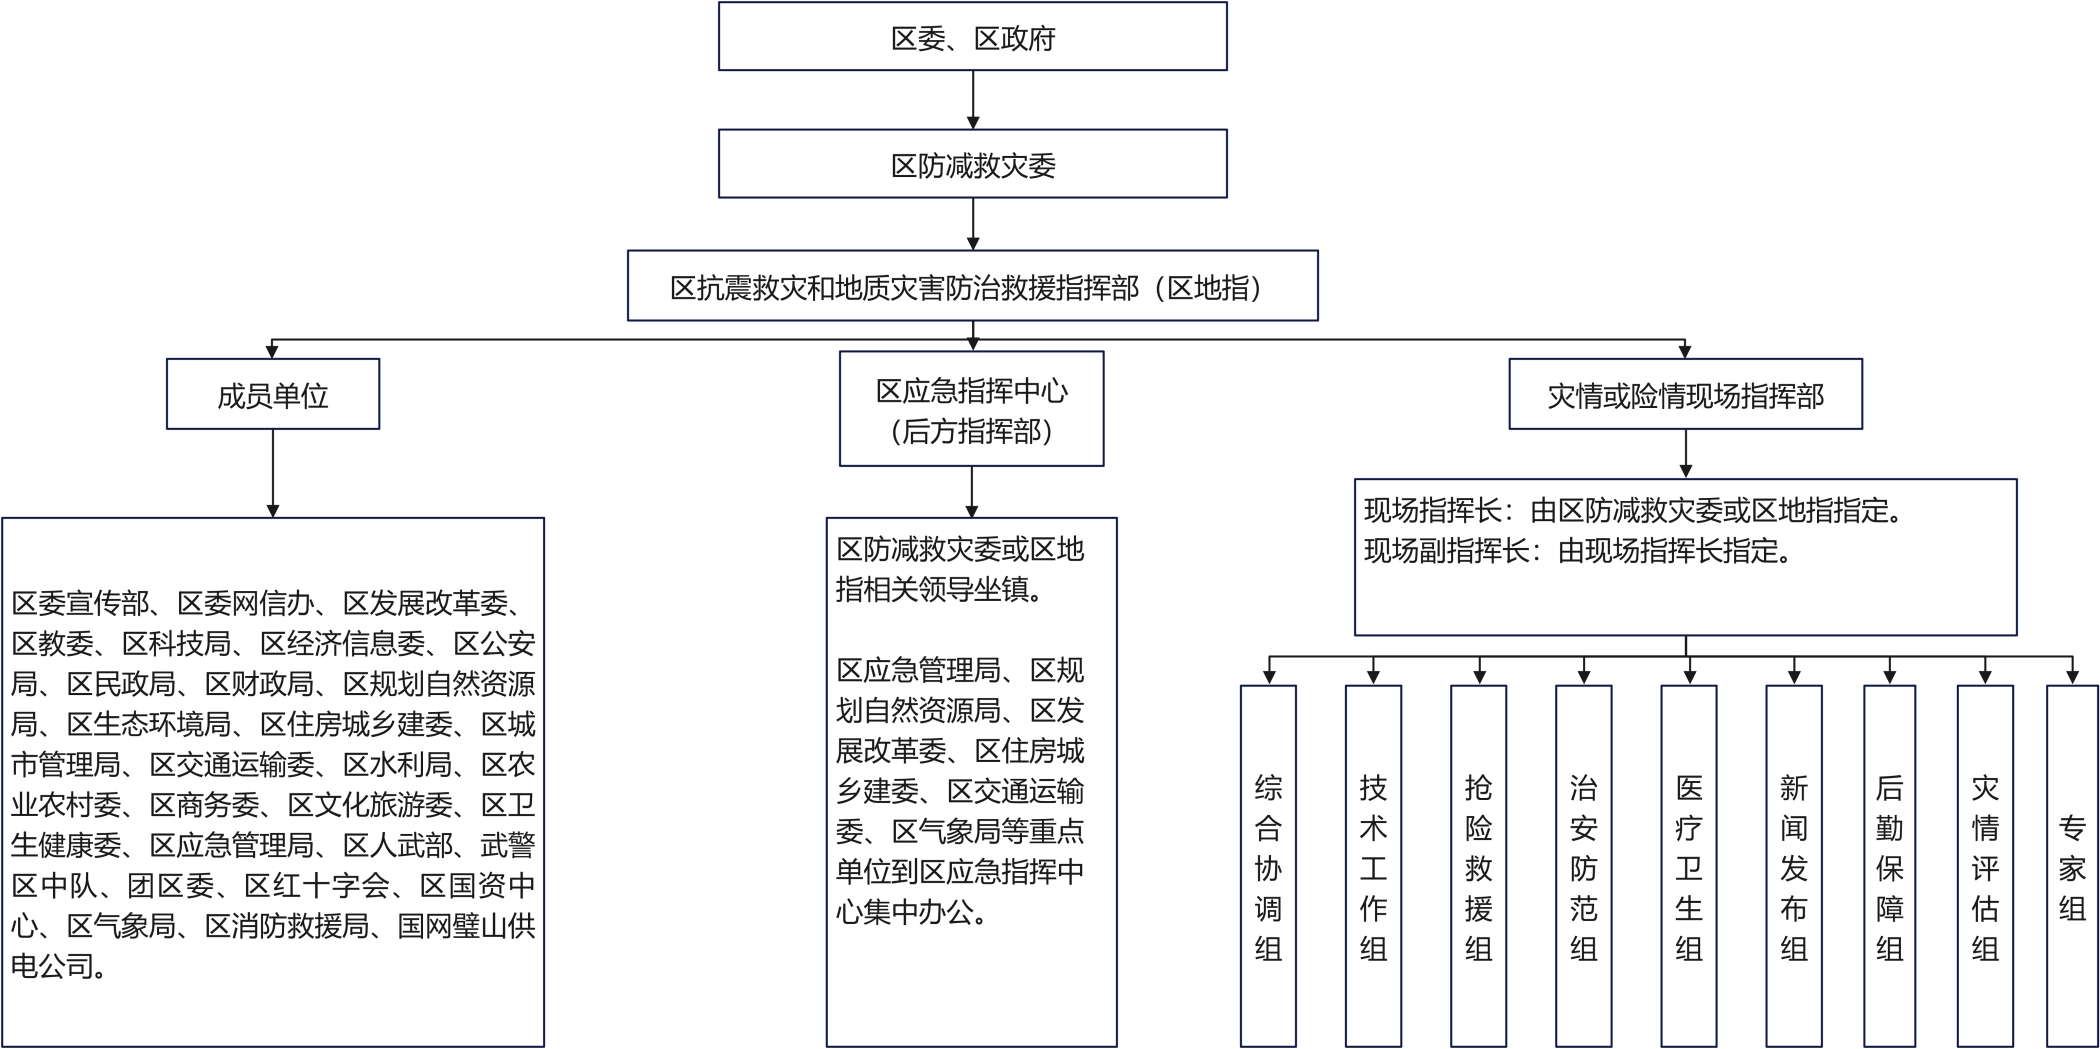 区委、区政府
区防减救灾委
区抗震救灾和地质灾害防治救援指挥部（区地指）
成员单位
区应急指挥中心
（后方指挥部）
灾情或险情现场指挥部
区委宣传部、区委网信办、区发展改革委、
区教委、区科技局、区经济信息委、区公安
局、区民政局、区财政局、区规划自然资源
局、区生态环境局、区住房城乡建委、区城
市管理局、区交通运输委、区水利局、区农
业农村委、区商务委、区文化旅游委、区卫
生健康委、区应急管理局、区人武部、武警
区中队、团区委、区红十字会、区国资中
心、区气象局、区消防救援局、国网璧山供
电公司。
区防减救灾委或区地
指相关领导坐镇。
区应急管理局、区规
划自然资源局、区发
展改革委、区住房城
乡建委、区交通运输
委、区气象局等重点
单位到区应急指挥中
心集中办公。
现场指挥长：由区防减救灾委或区地指指定。
现场副指挥长：由现场指挥长指定。
综合协调组
技术工作组
抢险救援组
治安防范组
医疗卫生组
新闻发布组
后勤保障组
灾情评估组
专家组